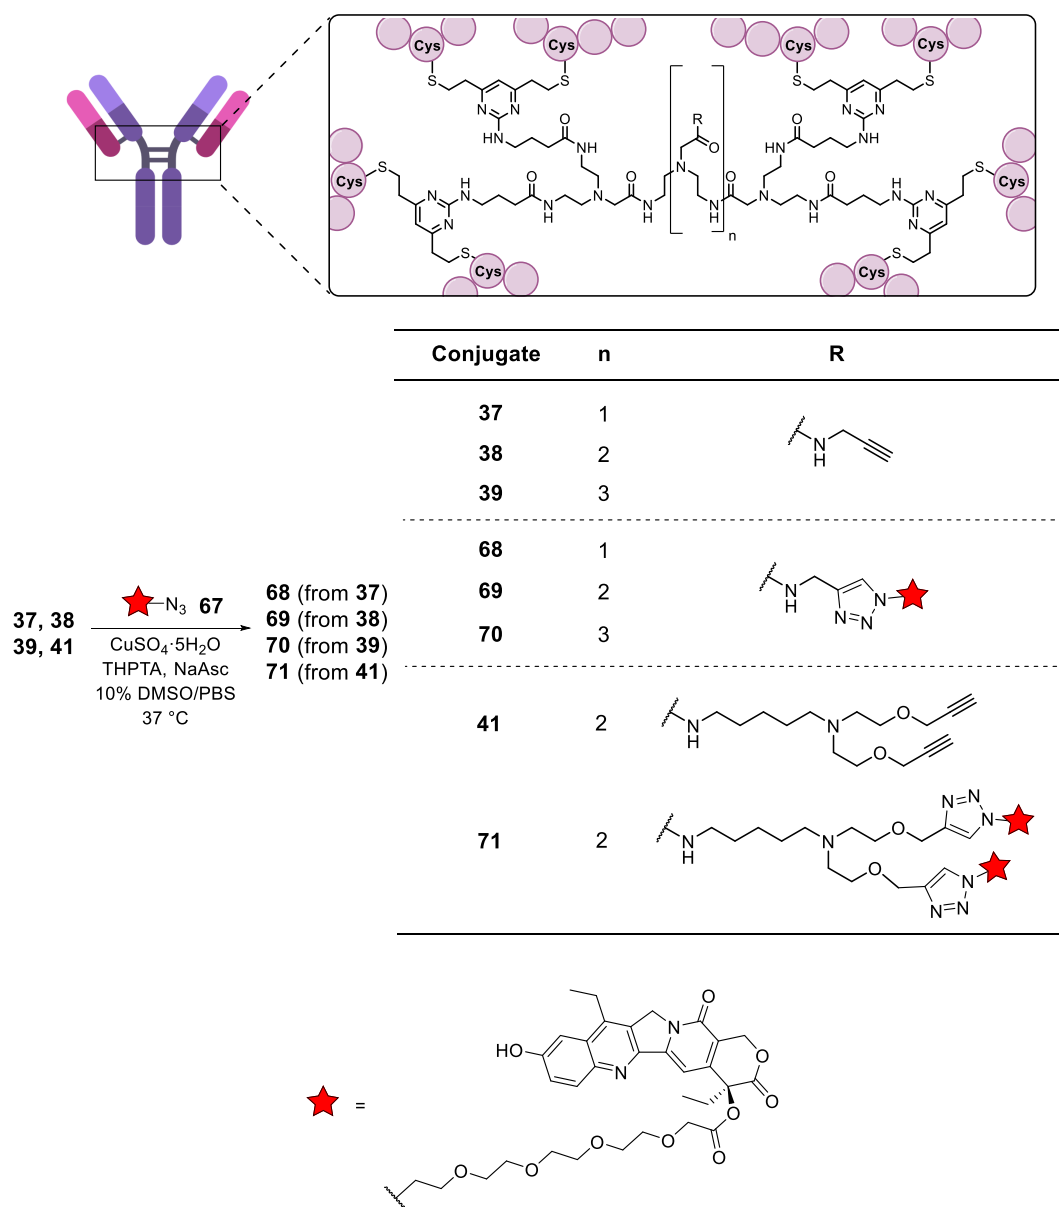 Cys Cys Cys Cys
S S S S
N N R N N
NH O O O HN
NH N HN
Cys S H N O O O H N S Cys
N N N H N N H N H N N H N N
n
S S
Cys Cys
Conjugate n R
37 1
38 2
39 3
N H
68 1
69 2
70 3
N H N N N
37, 38
39, 41
N3 67
CuSO4·5H2O
THPTA, NaAsc
10% DMSO/PBS
37 °C
68 (from 37)
69 (from 38)
70 (from 39)
71 (from 41)
41 2
N H N O O
71 2
N H N O N N N
O N N N
O
HO N O
N O
O
O O O O O
=